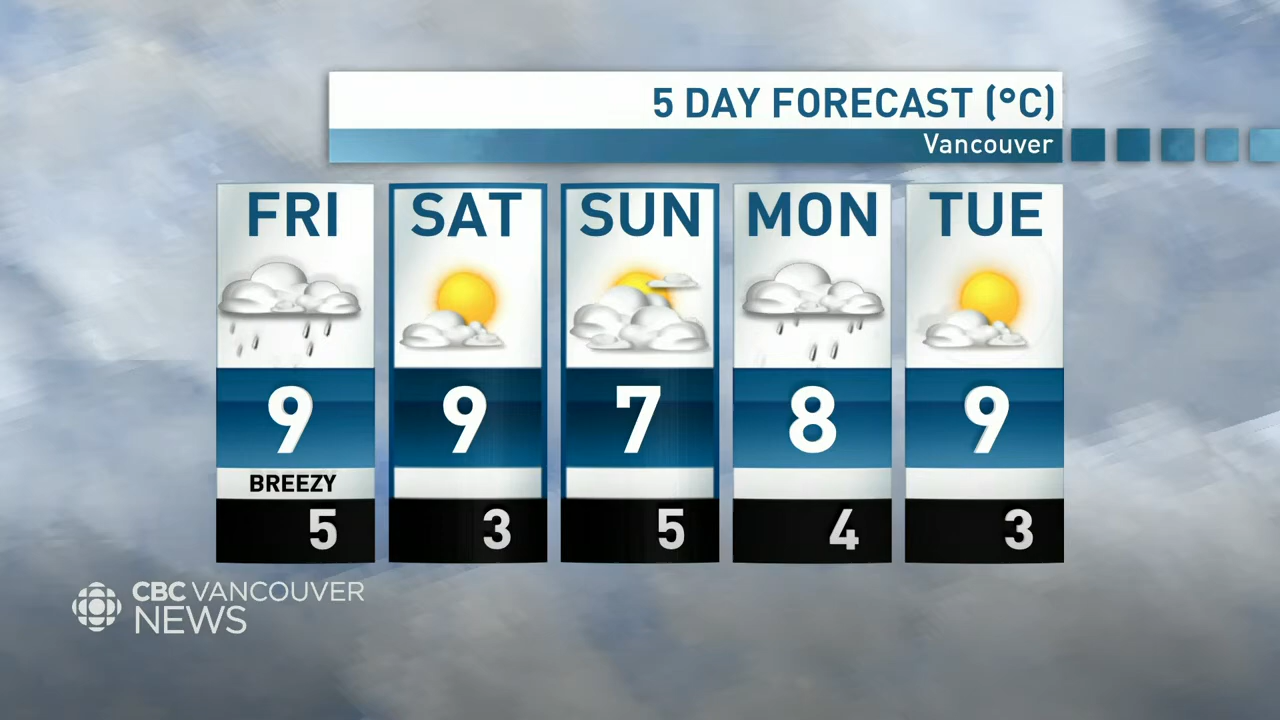 5 DAY FORECAST (°C)
Vancouver
FRI SAT SUN MON TUE
9 9 7 8 9
BREEZY
5 3 5 4 3
CBC VANCOUVER
NEWS